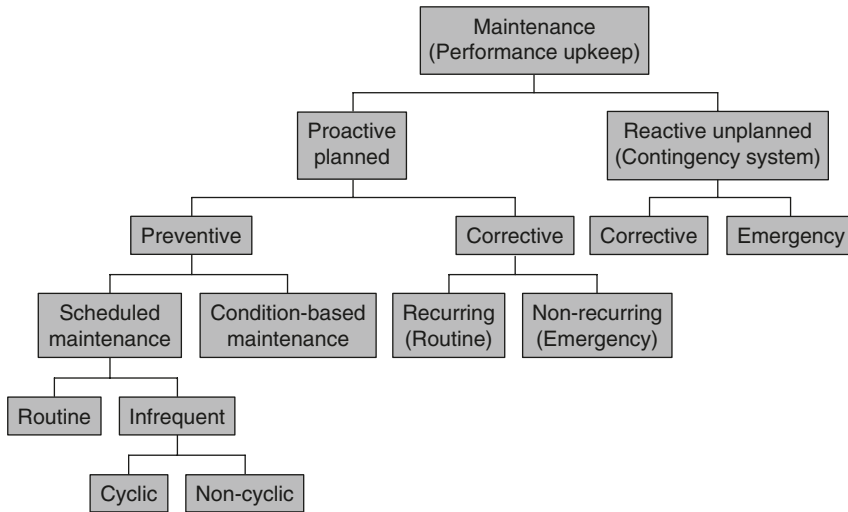 Maintenance
(Performance upkeep)
Proactive
planned
Reactive unplanned
(Contingency system)
Preventive
Corrective
Corrective
Emergency
Scheduled
maintenance
Condition-based
maintenance
Recurring
(Routine)
Non-recurring
(Emergency)
Routine
Infrequent
Cyclic
Non-cyclic